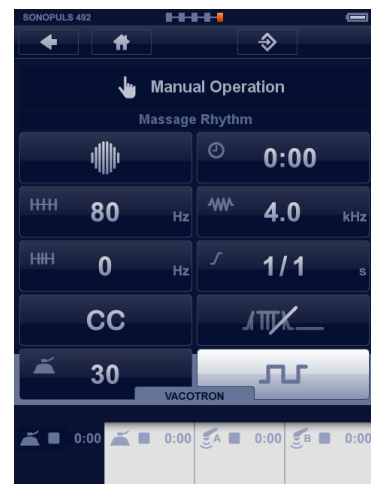 SONOPULS 492
Manual Operation
Massage Rhythm
0:00
80 Hz 4.0 kHz
0 Hz 1/1 s
CC
30
VACOTRON
0:00 0:00 A 0:00 B 0:00